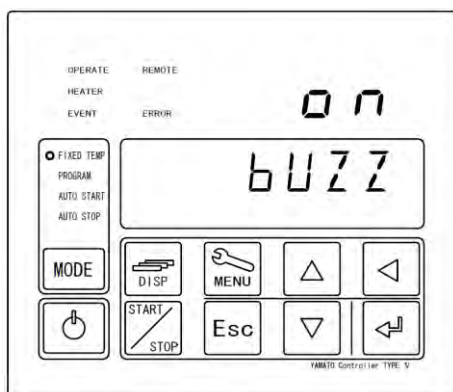 OPERATE REMOTE
HEATER
EVENT ERROR
on
FIXED TEMP
PROGRAM
AUTO START
AUTO STOP
bUZZ
MODE
DISP
MENU
START/STOP
Esc
YAMATO Controller TYPE V